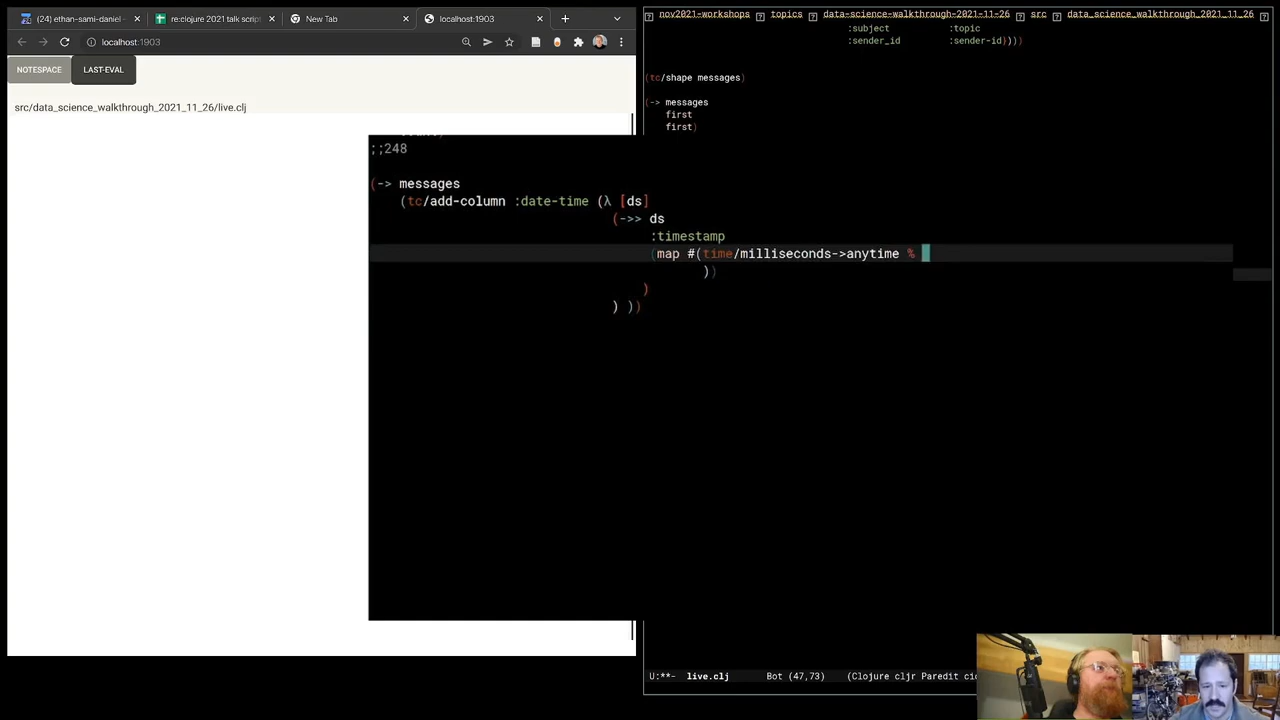 (24) ethan-sami-daniel -
re:clojure 2021 talk script
New Tab
localhost:1903
localhost:1903
NOTESPACE
LAST-EVAL
src/data_science_walkthrough_2021_11_26/live.clj
nov2021-workshops
topics
data-science-walkthrough-2021-11-26
src
data_science_walkthrough_2021_11_26
:subject :topic
:sender_id :sender-id})))
(tc/shape messages)
(-> messages
first
first)
;;248
(-> messages
(tc/add-column :date-time (λ [ds]
(->> ds
:timestamp
(map #(time/milliseconds->anytime %
))
)
) ))
U:**- live.clj Bot (47,73) (Clojure cljr Paredit cid